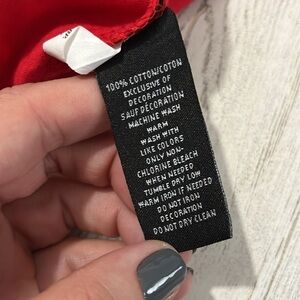 100% COTTON/COTON
EXCLUSIVE OF
DECORATION
SAUF DÉCORATION
MACHINE WASH
WARM
WASH WITH
LIKE COLORS
ONLY NON-
CHLORINE BLEACH
WHEN NEEDED
TUMBLE DRY LOW
WARM IRON IF NEEDED
DO NOT IRON
DECORATION
DO NOT DRY CLEAN